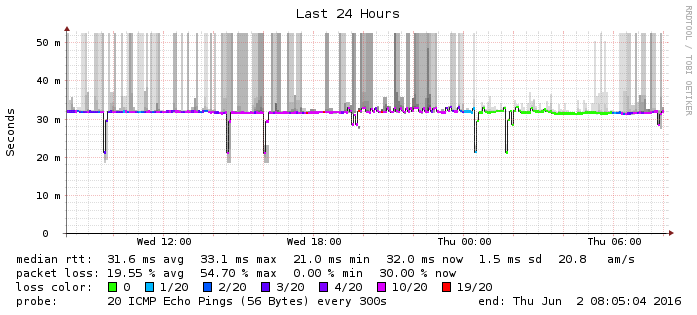 Last 24 Hours
RRDTOOL / TOBI OETIKER
Seconds
50 m
40 m
30 m
20 m
10 m
0
Wed 12:00 Wed 18:00 Thu 00:00 Thu 06:00
median rtt: 31.6 ms avg 33.1 ms max 21.0 ms min 32.0 ms now 1.5 ms sd 20.8 am/s
packet loss: 19.55 % avg 54.70 % max 0.00 % min 30.00 % now
loss color: 0 1/20 2/20 3/20 4/20 10/20 19/20
probe: 20 ICMP Echo Pings (56 Bytes) every 300s end: Thu Jun 2 08:05:04 2016